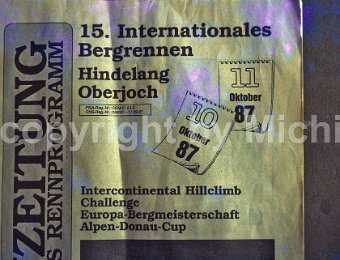 15. Internationales
Bergrennen
Hindelang
Oberjoch
11
Oktober
87
10
Oktober
87
ZEITUNG
S RENNPROGRAMM
copyright by Michi
Intercontinental Hillclimb
Challenge
Europa-Bergmeisterschaft
Alpen-Donau-Cup